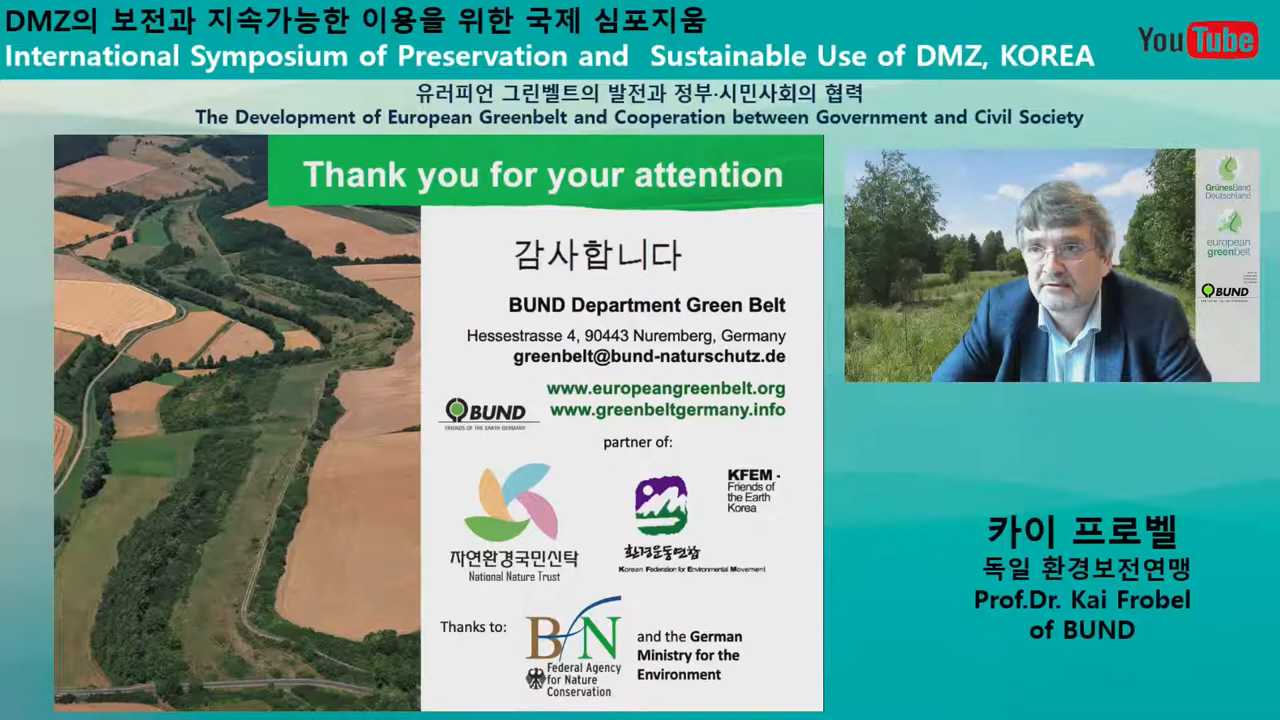 DMZ의 보전과 지속가능한 이용을 위한 국제 심포지움
International Symposium of Preservation and Sustainable Use of DMZ, KOREA
YouTube
유러피언 그린벨트의 발전과 정부·시민사회의 협력
The Development of European Greenbelt and Cooperation between Government and Civil Society
Thank you for your attention
감사합니다
BUND Department Green Belt
Hessestrasse 4, 90443 Nuremberg, Germany
greenbelt@bund-naturschutz.de
www.europeangreenbelt.org
www.greenbeltgermany.info
BUND
FRIENDS OF THE EARTH GERMANY
partner of:
자연환경국민신탁
National Nature Trust
환경운동연합
Korean Federation for Environmental Movement
KFEM -
Friends of
the Earth
Korea
Thanks to:
BfN
Federal Agency
for Nature
Conservation
and the German
Ministry for the
Environment
GrünesBand
Deutschland
european
greenbelt
BUND
카이 프로벨
독일 환경보전연맹
Prof.Dr. Kai Frobel
of BUND